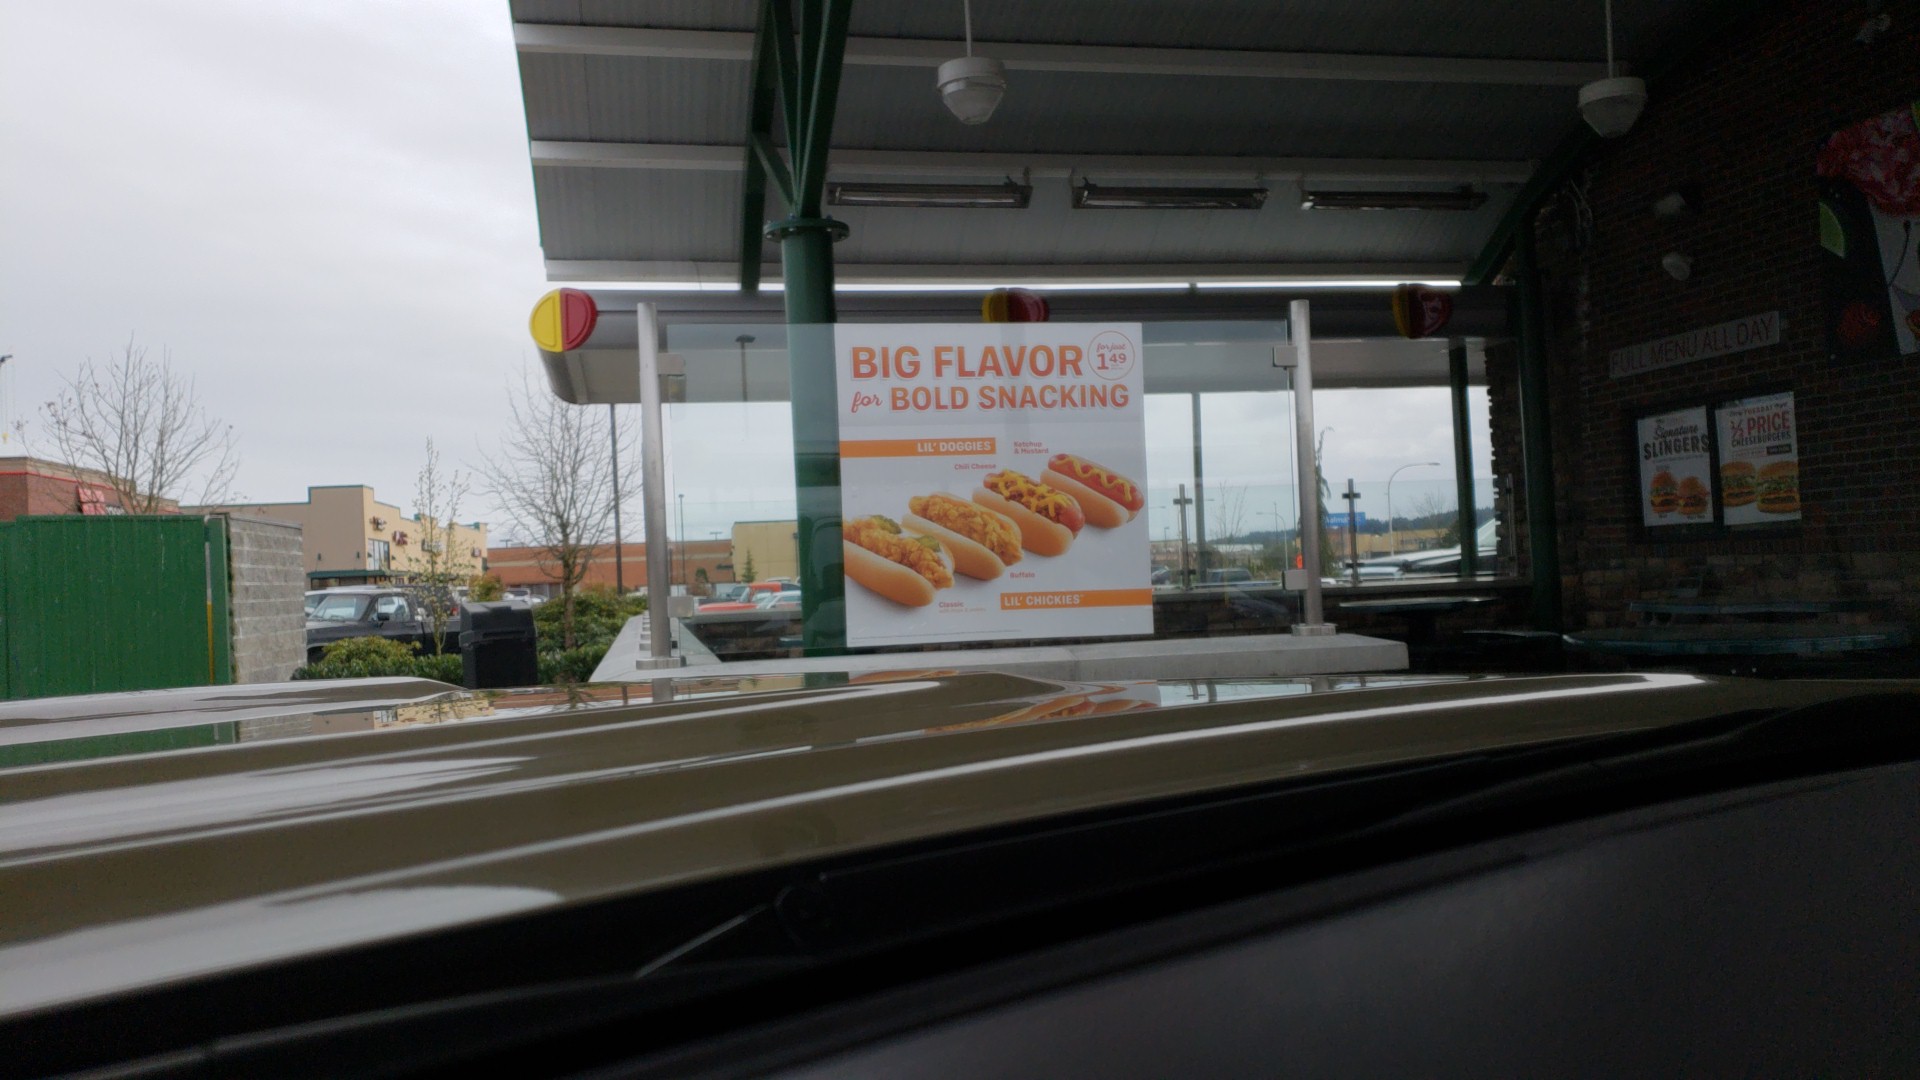 BIG FLAVOR
for just
1 49
for BOLD SNACKING
LIL' DOGGIES
Ketchup
& Mustard
Chili Cheese
Buffalo
Classic
LIL' CHICKIES
FULL MENU ALL DAY
Signature
SLINGERS
1/2 PRICE
CHEESEBURGERS